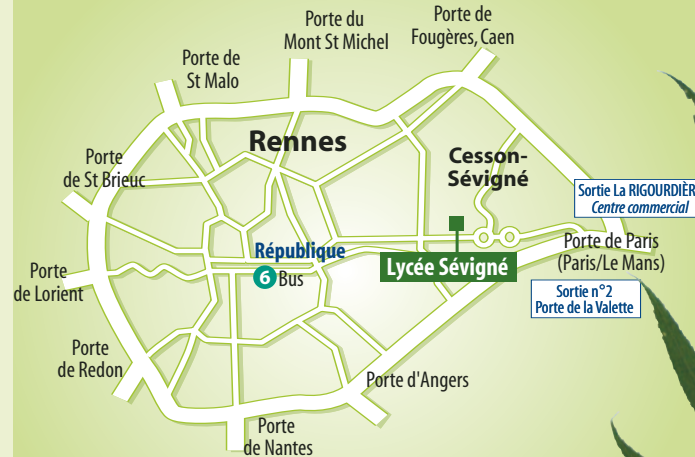 Porte du
Mont St Michel
Porte de
Fougères, Caen
Porte de
St Malo
Rennes
Cesson-
Sévigné
Porte
de St Brieuc
Sortie La RIGOURDIÈR
Centre commercial
République
6 Bus
Lycée Sévigné
Porte de Paris
(Paris/Le Mans)
Porte
de Lorient
Sortie n°2
Porte de la Valette
Porte
de Redon
Porte d'Angers
Porte
de Nantes